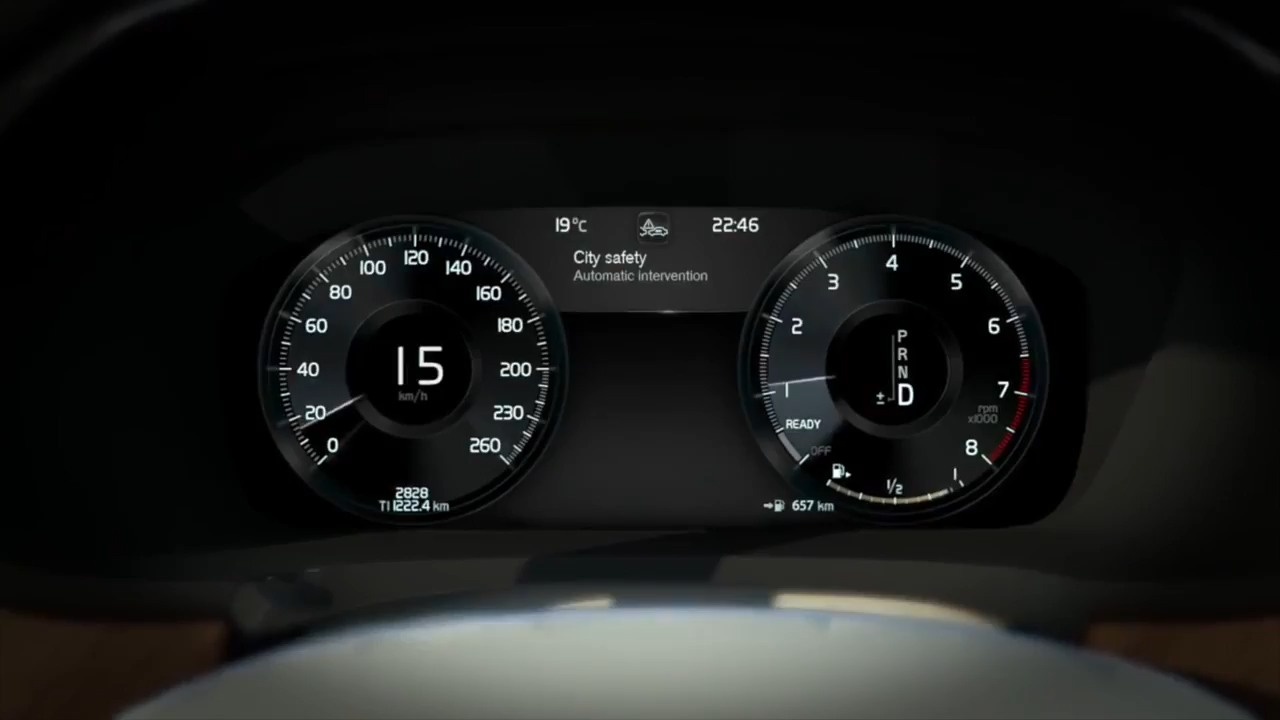 19°C 22:46
City safety
Automatic intervention
0
20
40
60
80
100
120
140
160
180
200
230
260
15
km/h
2828
T1 1222.4 km
1
2
3
4
5
6
7
8
rpm
x1000
P
R
N
D
±
READY
OFF
1/2
1
657 km